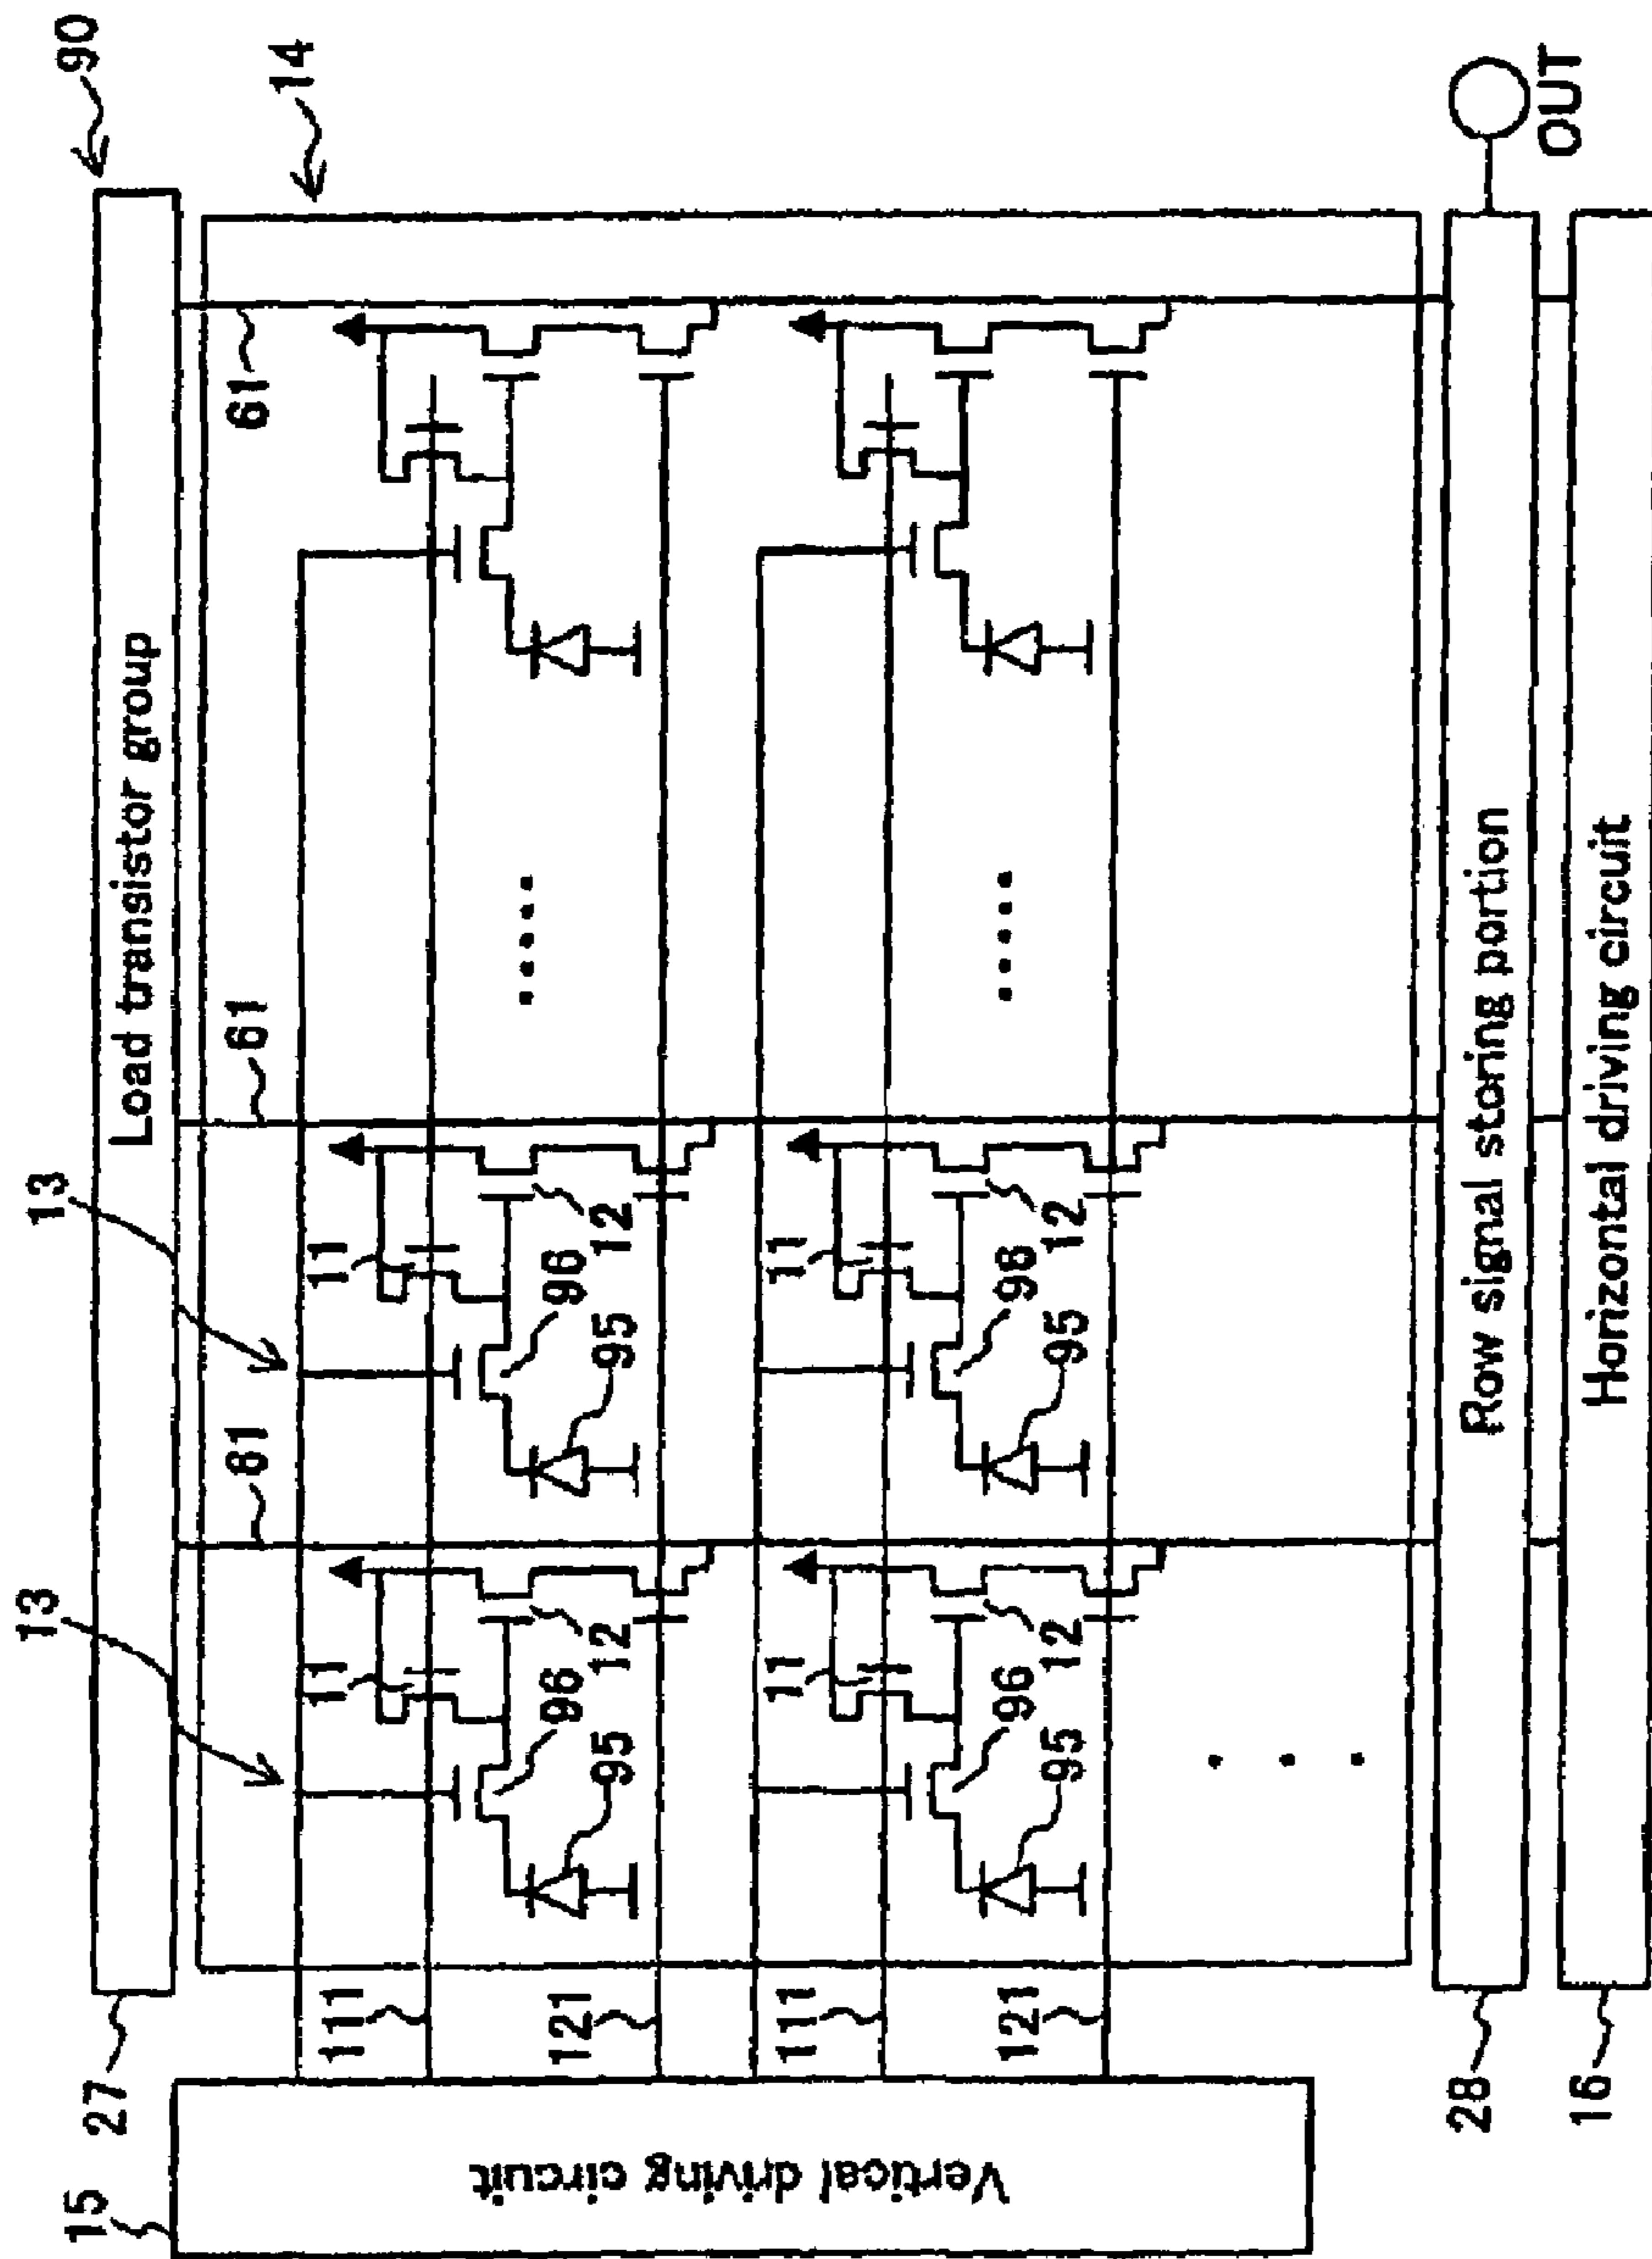 13 13
15 90
27 Load transistor group
14
61 61 61
111 11 11
121 96 96
95 12 95 12
111 11 11
121 96 96
95 12 95 12
Vertical driving circuit
28 Row signal storing portion
OUT
16 Horizontal driving circuit